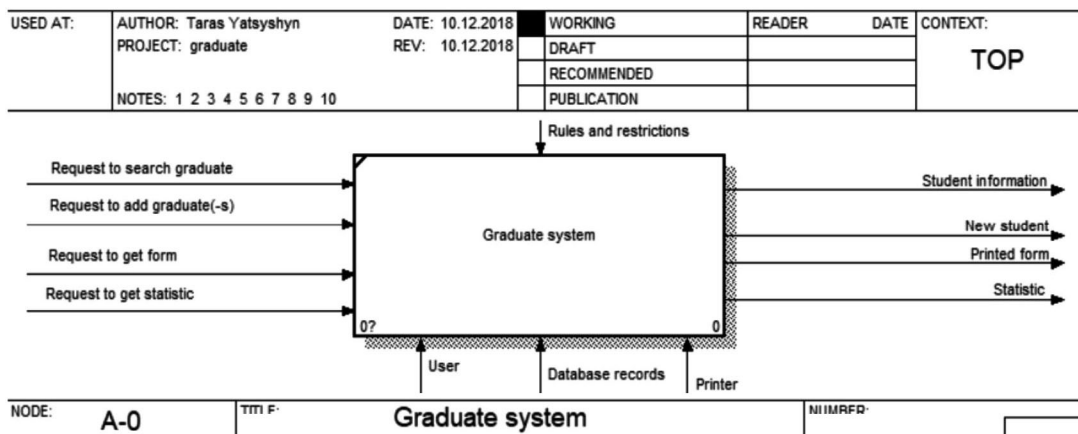 USED AT:
AUTHOR: Taras Yatsyshyn
DATE: 10.12.2018
WORKING
READER
DATE
CONTEXT:
PROJECT: graduate
REV: 10.12.2018
DRAFT
TOP
RECOMMENDED
NOTES: 1 2 3 4 5 6 7 8 9 10
PUBLICATION
Rules and restrictions
Request to search graduate
Student information
Request to add graduate(-s)
New student
Graduate system
Request to get form
Printed form
Request to get statistic
Statistic
0?
0
User
Database records
Printer
NODE:
A-0
TITLE:
Graduate system
NUMBER: